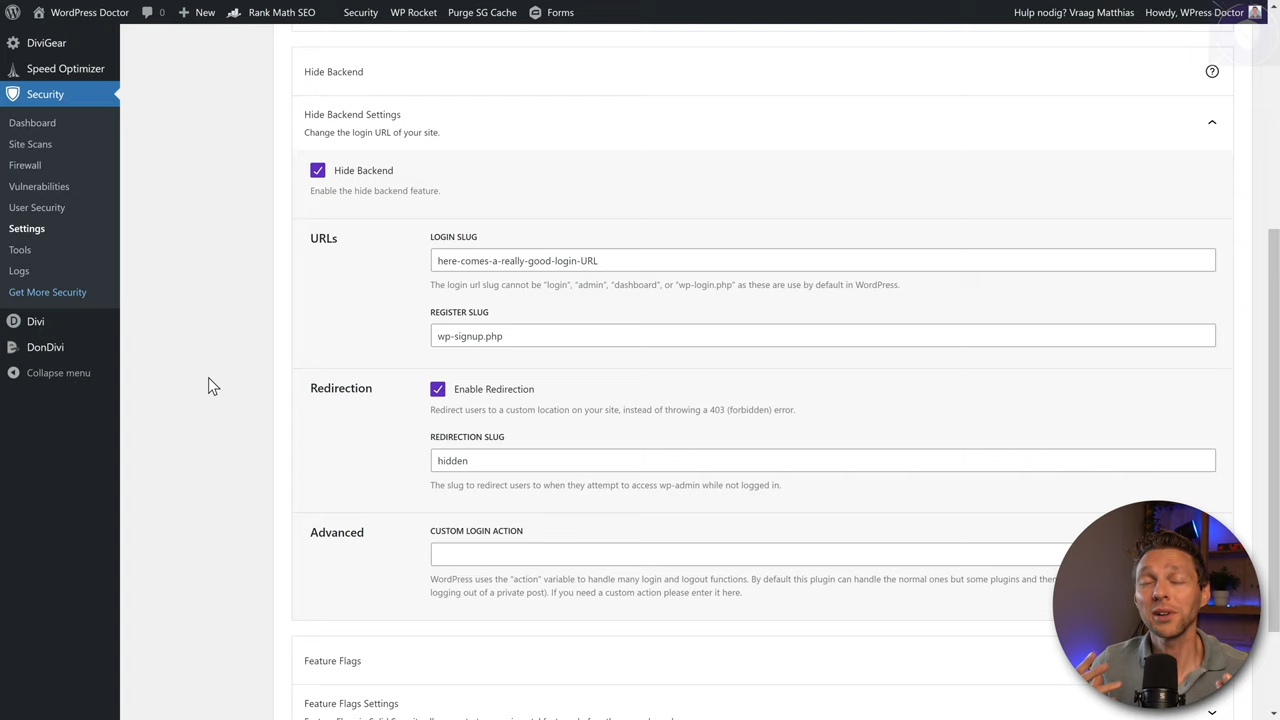 WordPress Doctor
0
New
Rank Math SEO
Security
WP Rocket
Purge SG Cache
Forms
Hulp nodig? Vraag Matthias
Howdy, WPress Doctor
DiviGear
Speed Optimizer
Security
Dashboard
Site Scans
Firewall
Vulnerabilities
User Security
Settings
Tools
Logs
Get More Security
Divi
DonDivi
Collapse menu
Hide Backend
Hide Backend Settings
Change the login URL of your site.
Hide Backend
Enable the hide backend feature.
URLs
LOGIN SLUG
here-comes-a-really-good-login-URL
The login url slug cannot be "login", "admin", "dashboard", or "wp-login.php" as these are use by default in WordPress.
REGISTER SLUG
wp-signup.php
Redirection
Enable Redirection
Redirect users to a custom location on your site, instead of throwing a 403 (forbidden) error.
REDIRECTION SLUG
hidden
The slug to redirect users to when they attempt to access wp-admin while not logged in.
Advanced
CUSTOM LOGIN ACTION
WordPress uses the "action" variable to handle many login and logout functions. By default this plugin can handle the normal ones but some plugins and
logging out of a private post). If you need a custom action please enter it here.
Feature Flags
Feature Flags Settings